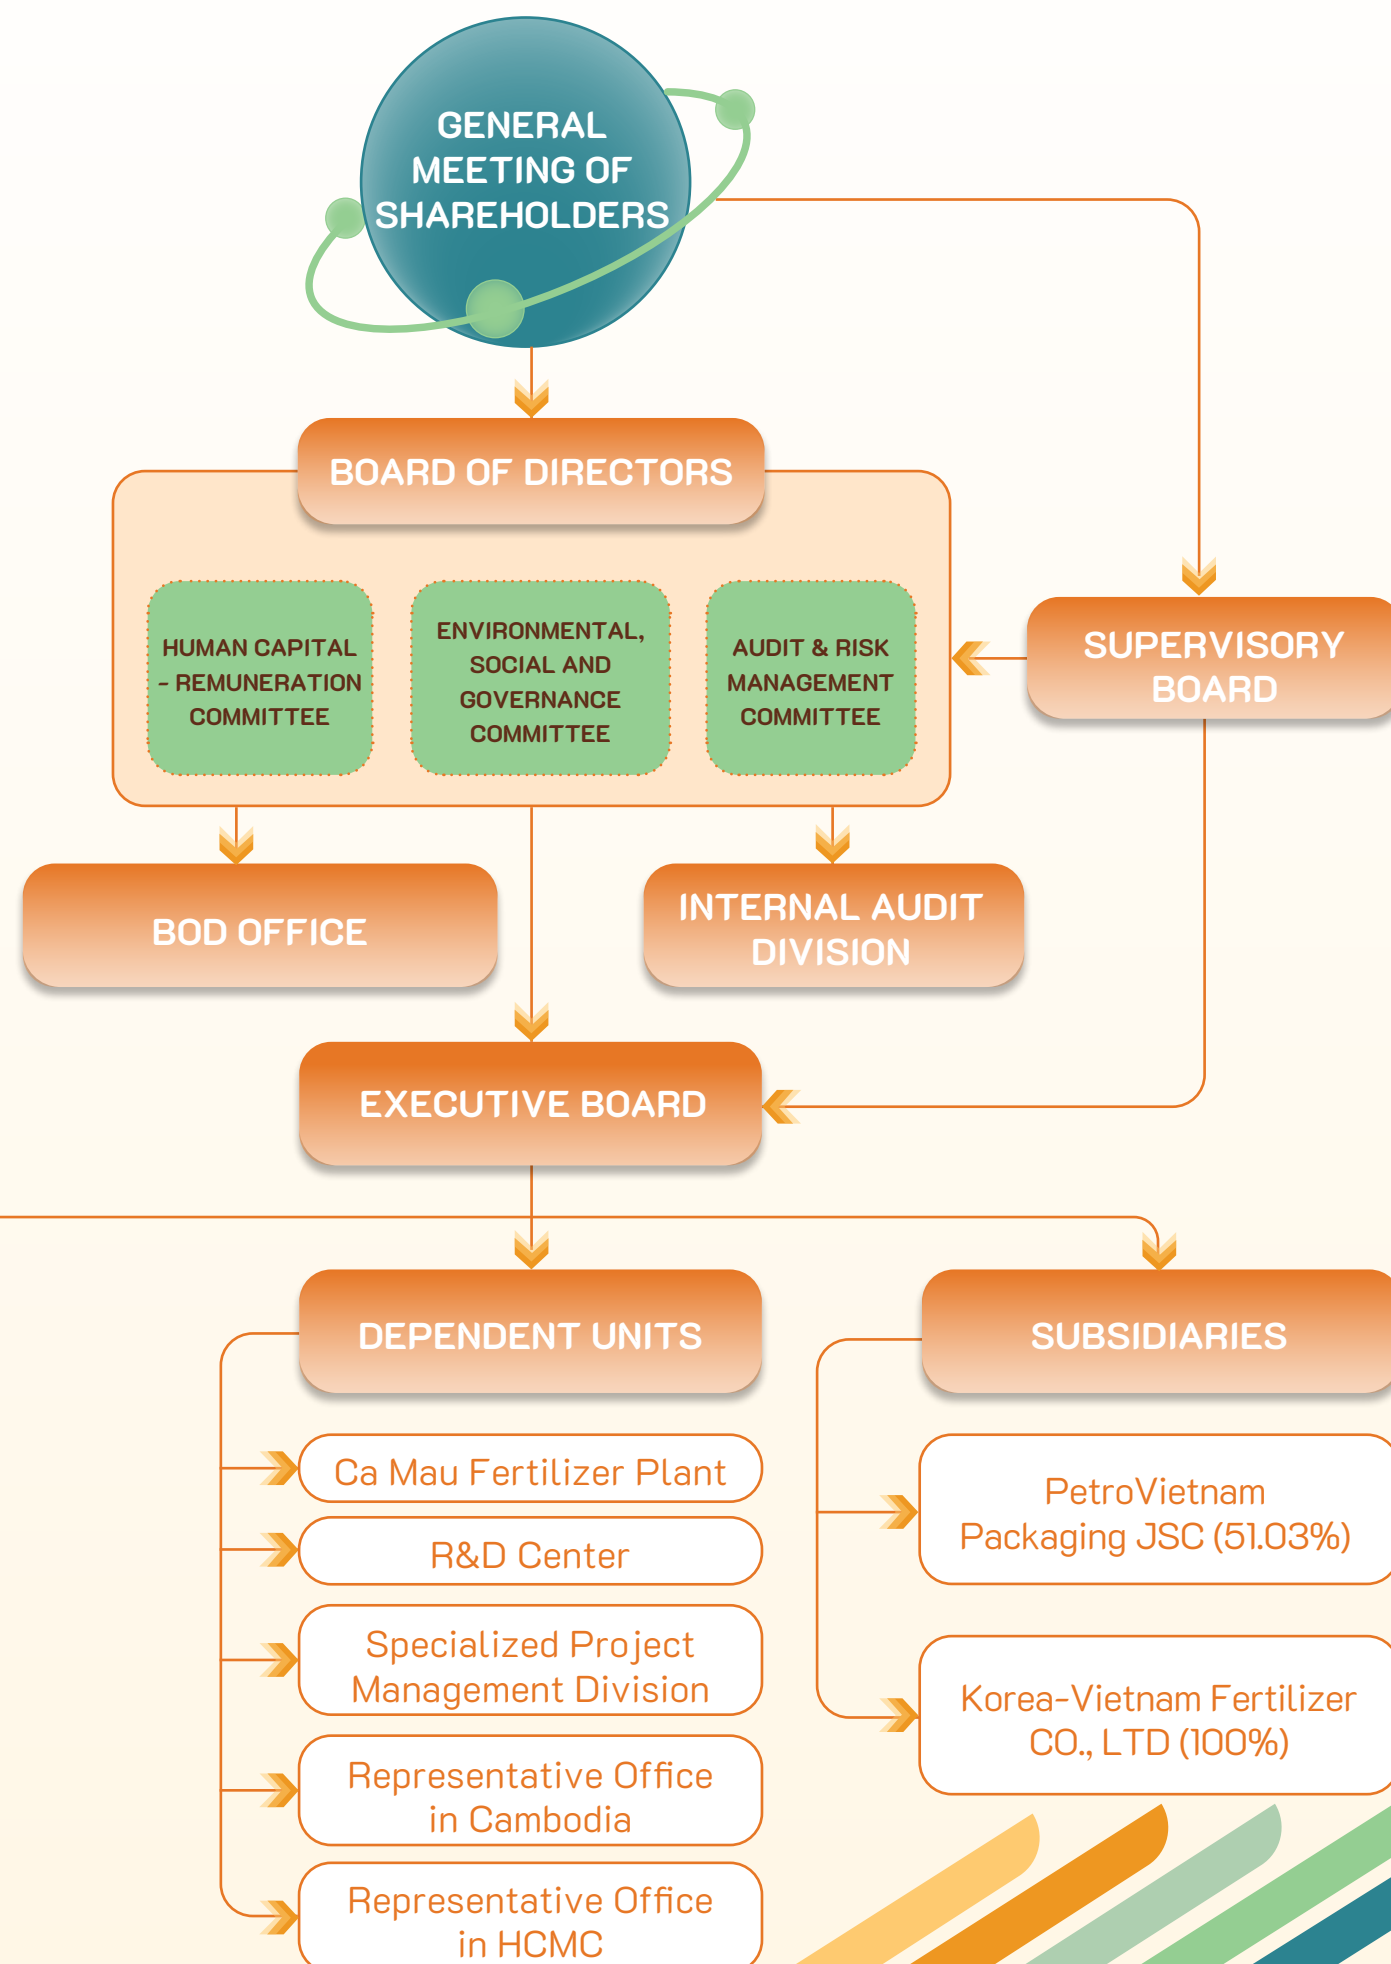 GENERAL
MEETING OF
SHAREHOLDERS
BOARD OF DIRECTORS
HUMAN CAPITAL
- REMUNERATION
COMMITTEE
ENVIRONMENTAL,
SOCIAL AND
GOVERNANCE
COMMITTEE
AUDIT & RISK
MANAGEMENT
COMMITTEE
SUPERVISORY
BOARD
BOD OFFICE
INTERNAL AUDIT
DIVISION
EXECUTIVE BOARD
DEPENDENT UNITS
Ca Mau Fertilizer Plant
R&D Center
Specialized Project
Management Division
Representative Office
in Cambodia
Representative Office
in HCMC
SUBSIDIARIES
PetroVietnam
Packaging JSC (51.03%)
Korea-Vietnam Fertilizer
CO., LTD (100%)